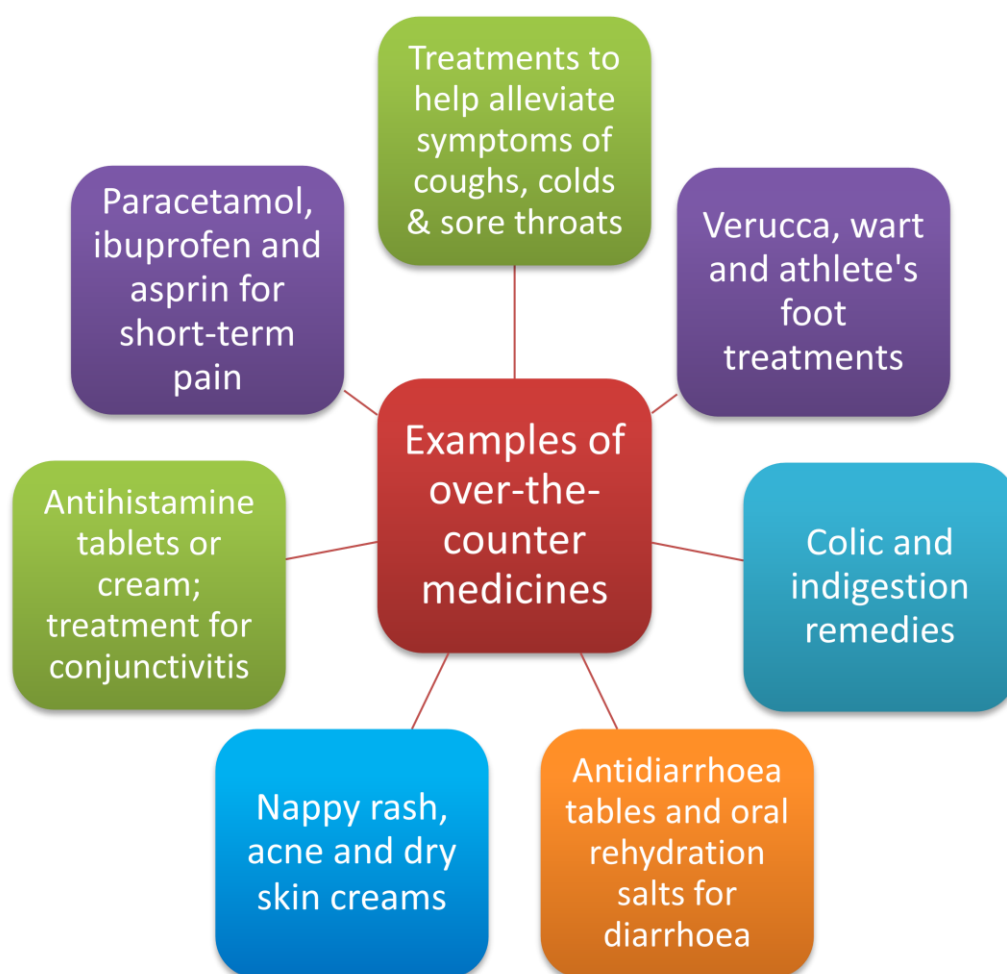 Treatments to
help alleviate
symptoms of
coughs, colds
& sore throats
Paracetamol,
ibuprofen and
asprin for
short-term
pain
Verucca, wart
and athlete's
foot
treatments
Examples of
over-the-
counter
medicines
Antihistamine
tablets or
cream;
treatment for
conjunctivitis
Colic and
indigestion
remedies
Nappy rash,
acne and dry
skin creams
Antidiarrhoea
tables and oral
rehydration
salts for
diarrhoea